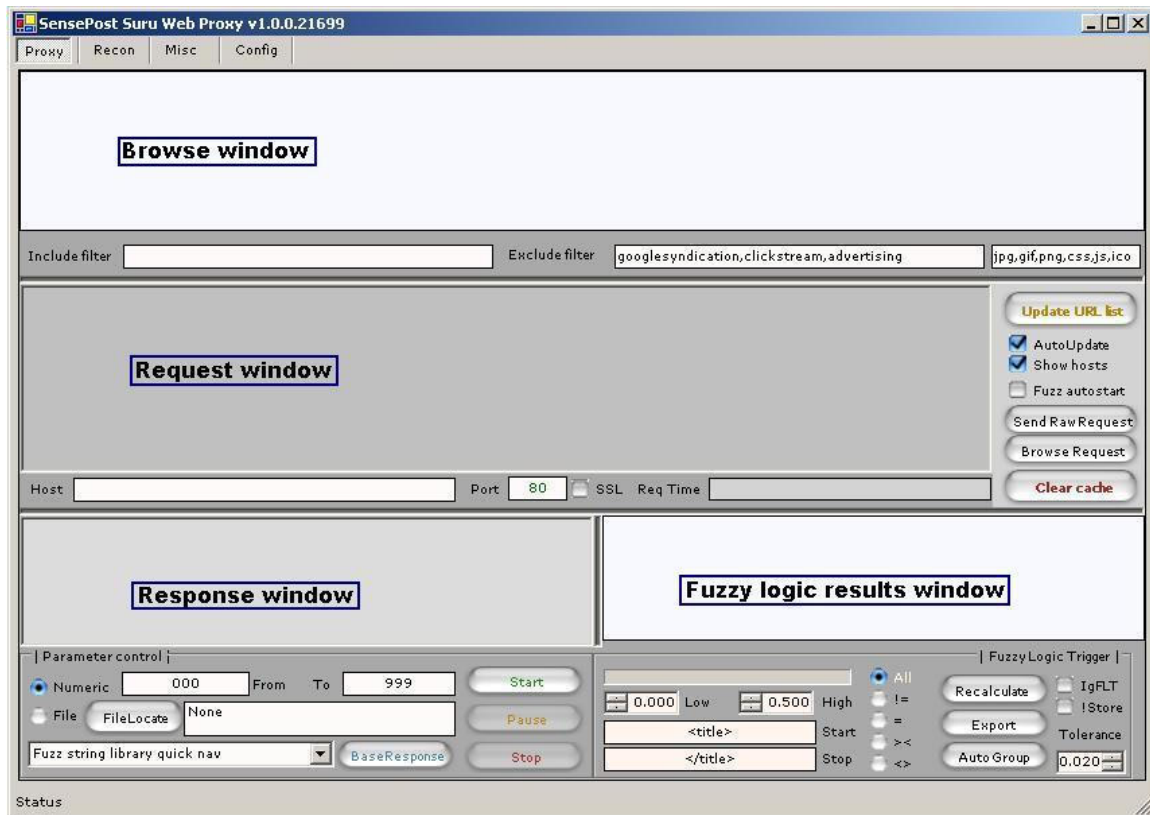 SensePost Suru Web Proxy v1.0.0.21699
Proxy Recon Misc Config
Browse window
Include filter Exclude filter googlesyndication,clickstream,advertising jpg,gif,png,css,js,ico
Update URL list
AutoUpdate
Show hosts
Request window
Fuzz autostart
Send Raw Request
Browse Request
Host Port 80 SSL Req Time Clear cache
Response window
Fuzzy logic results window
| Parameter control | | Fuzzy Logic Trigger |
Numeric 000 From To 999 Start
File FileLocate None Pause
Fuzz string library quick nav BaseResponse Stop
0.000 Low 0.500 High
<title> Start
</title> Stop
All
!=
=
><
<>
Recalculate
Export
Auto Group
IgFLT
!Store
Tolerance
0.020
Status